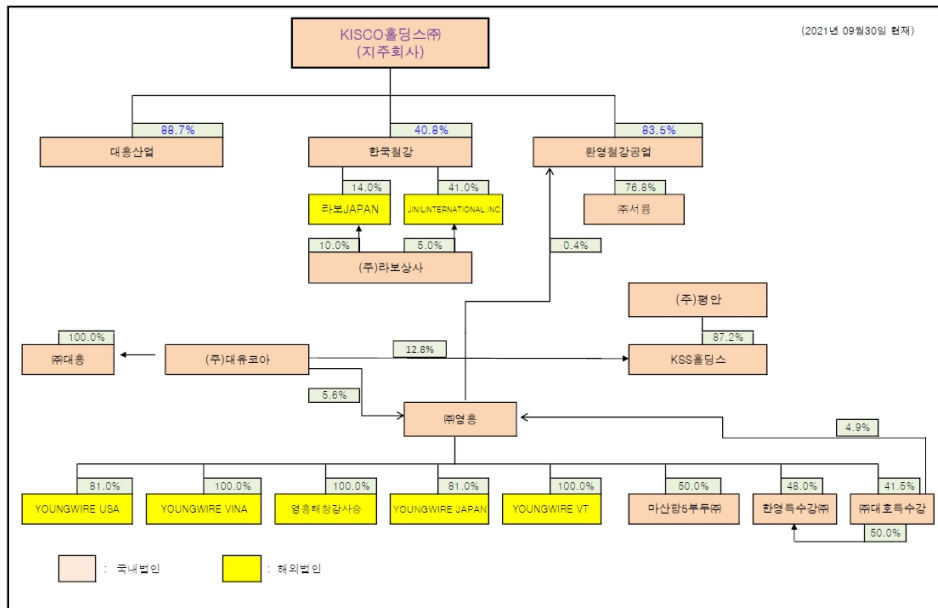 KISCO홀딩스㈜
(지주회사)
(2021년 09월30일 현재)
88.7%
40.8%
83.5%
대흥산업
한국철강
환영철강공업
14.0%
41.0%
76.8%
라보JAPAN
JINILINTERNATIONAL.INC
㈜서륭
10.0%
5.0%
0.4%
(주)라보상사
(주)평안
100.0%
87.2%
㈜대흥
(주)대유코아
12.8%
KSS홀딩스
5.6%
㈜영흥
4.9%
81.0%
100.0%
100.0%
81.0%
100.0%
50.0%
48.0%
41.5%
YOUNGWIRE USA
YOUNGWIRE VINA
영흥태창강사승
YOUNGWIRE JAPAN
YOUNGWIRE VT
마산항5부두㈜
한영특수강㈜
㈜대호특수강
50.0%
: 국내법인
: 해외법인